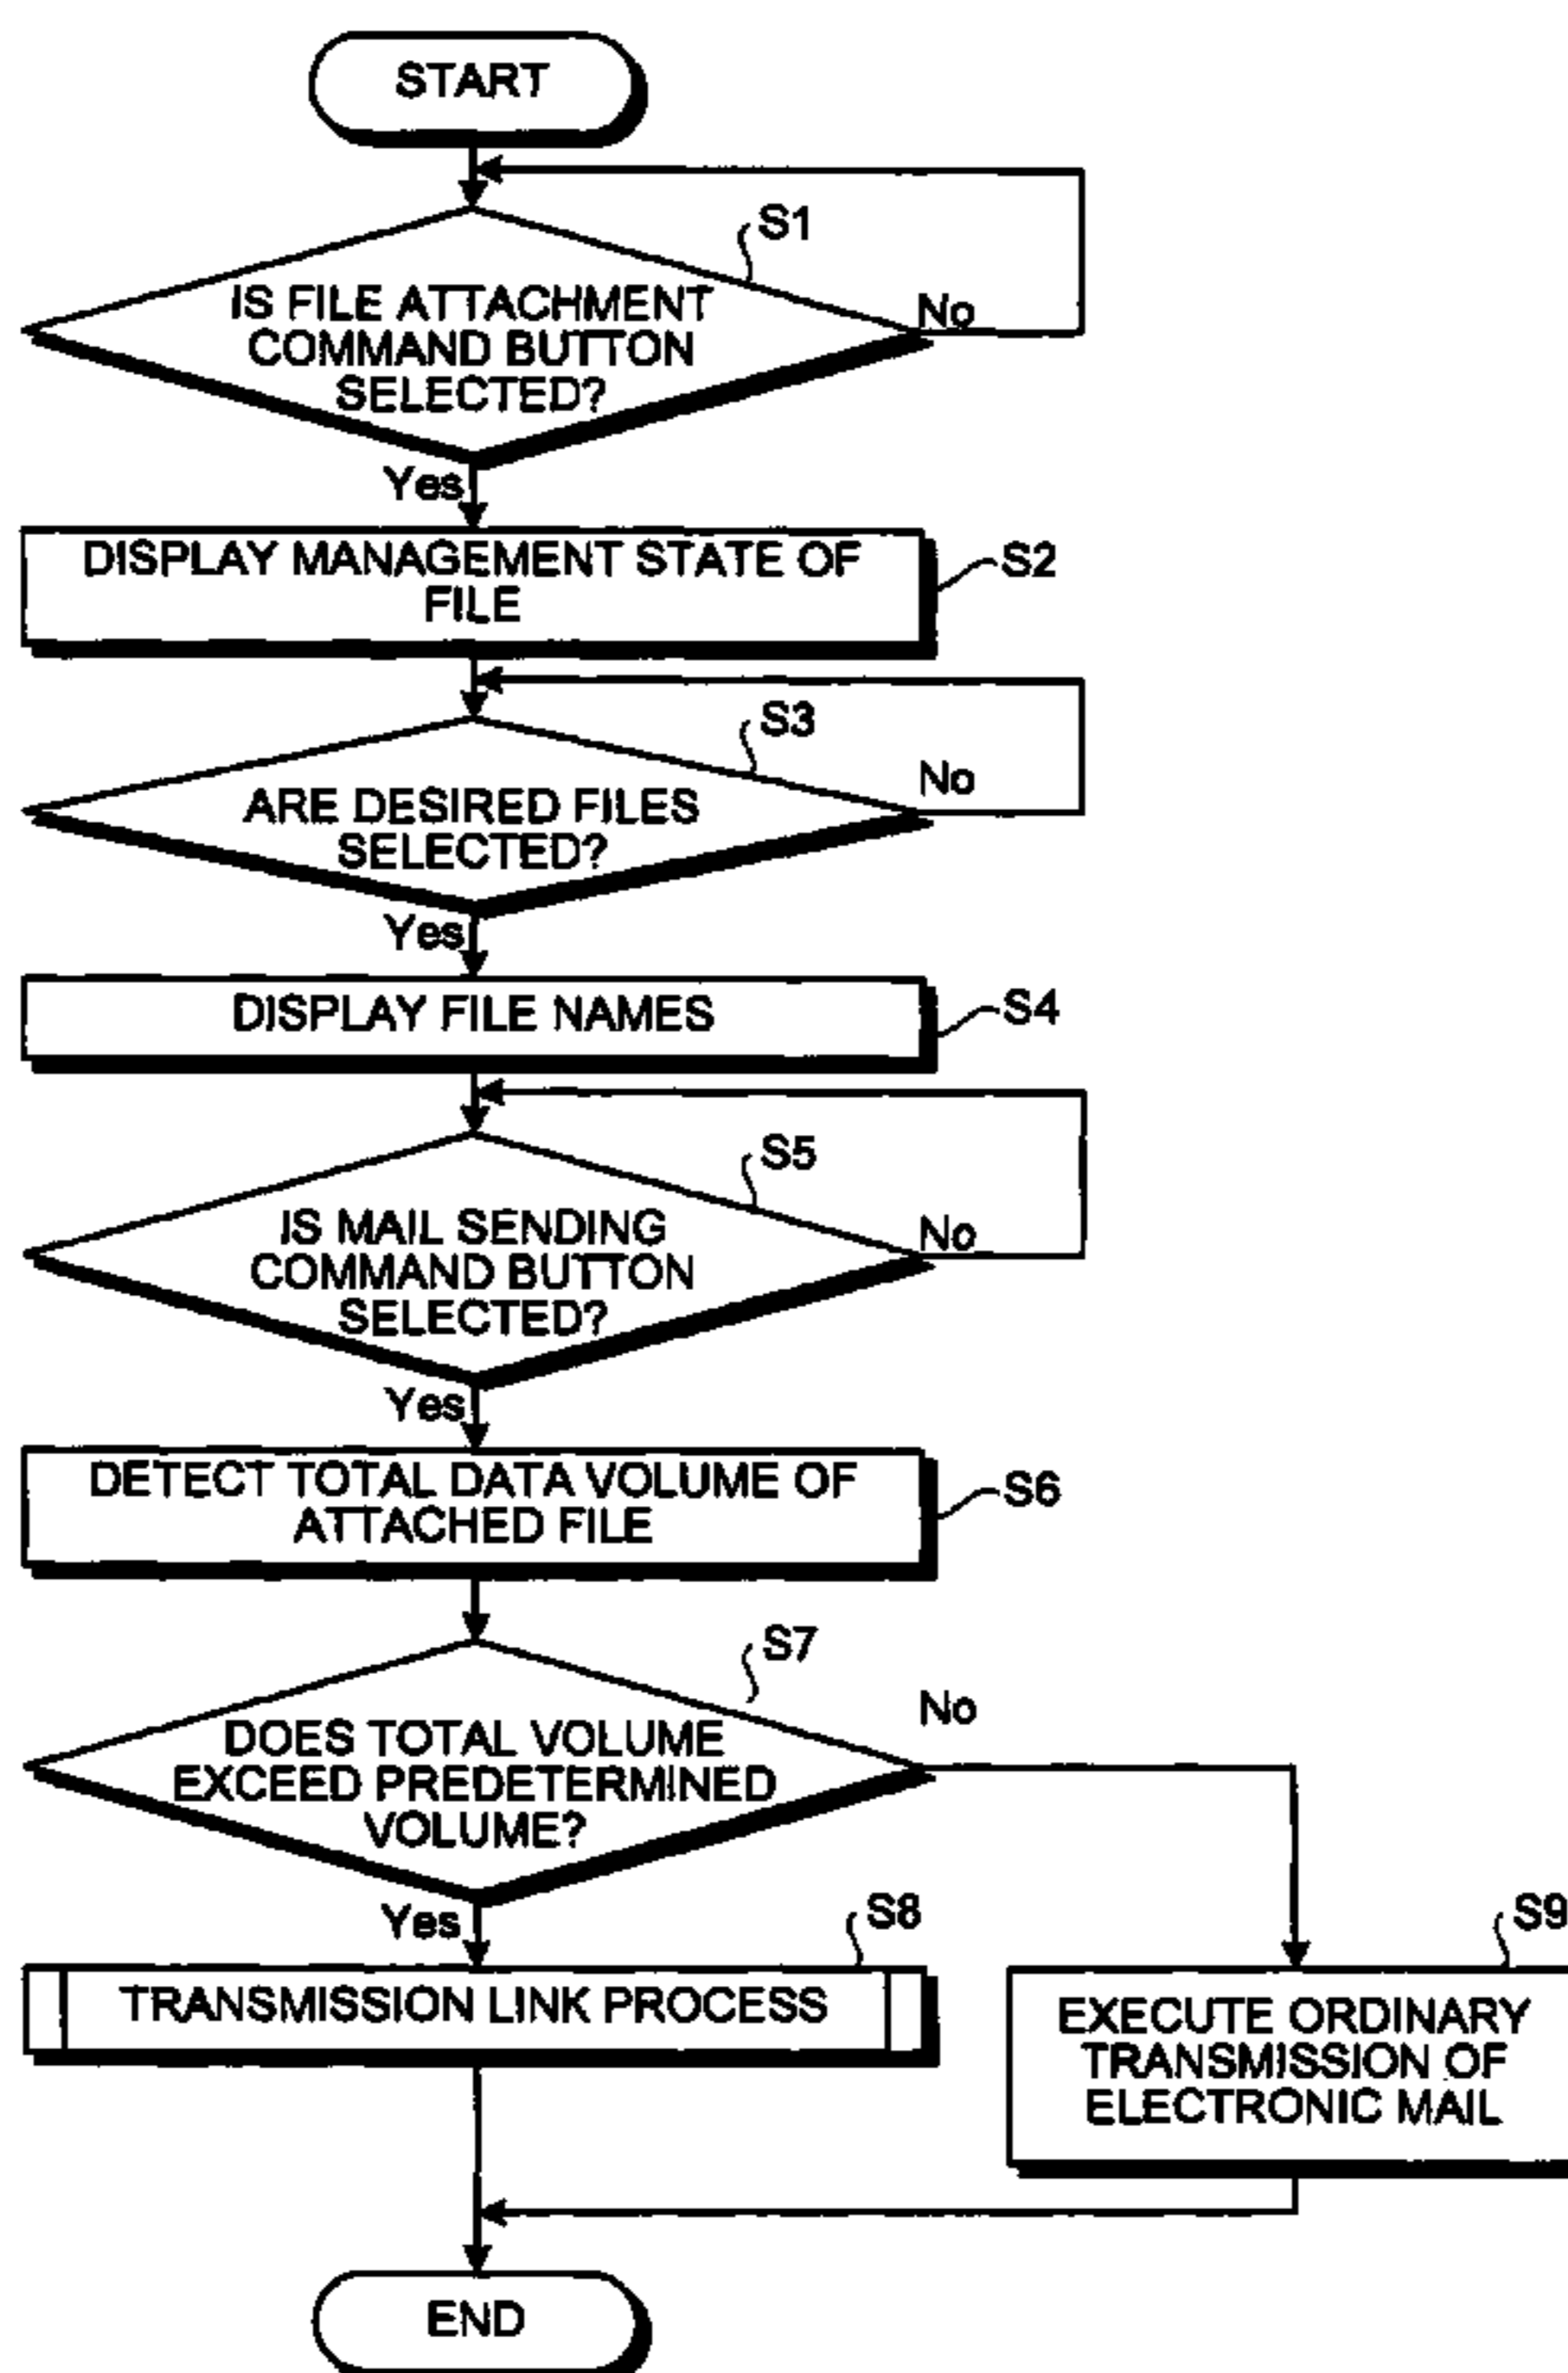 START
S1
IS FILE ATTACHMENT
COMMAND BUTTON
SELECTED?
No
Yes
DISPLAY MANAGEMENT STATE OF
FILE
S2
S3
ARE DESIRED FILES
SELECTED?
No
Yes
DISPLAY FILE NAMES
S4
S5
IS MAIL SENDING
COMMAND BUTTON
SELECTED?
No
Yes
DETECT TOTAL DATA VOLUME OF
ATTACHED FILE
S6
S7
DOES TOTAL VOLUME
EXCEED PREDETERMINED
VOLUME?
No
Yes
S8
TRANSMISSION LINK PROCESS
S9
EXECUTE ORDINARY
TRANSMISSION OF
ELECTRONIC MAIL
END